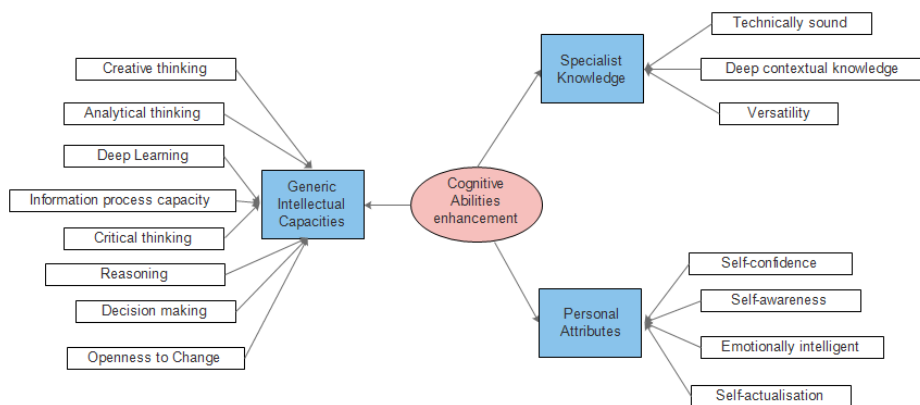 Technically sound
Specialist
Knowledge
Deep contextual knowledge
Versatility
Creative thinking
Analytical thinking
Deep Learning
Information process capacity
Critical thinking
Reasoning
Decision making
Openness to Change
Generic
Intellectual
Capacities
Cognitive
Abilities
enhancement
Self-confidence
Self-awareness
Personal
Attributes
Emotionally intelligent
Self-actualisation